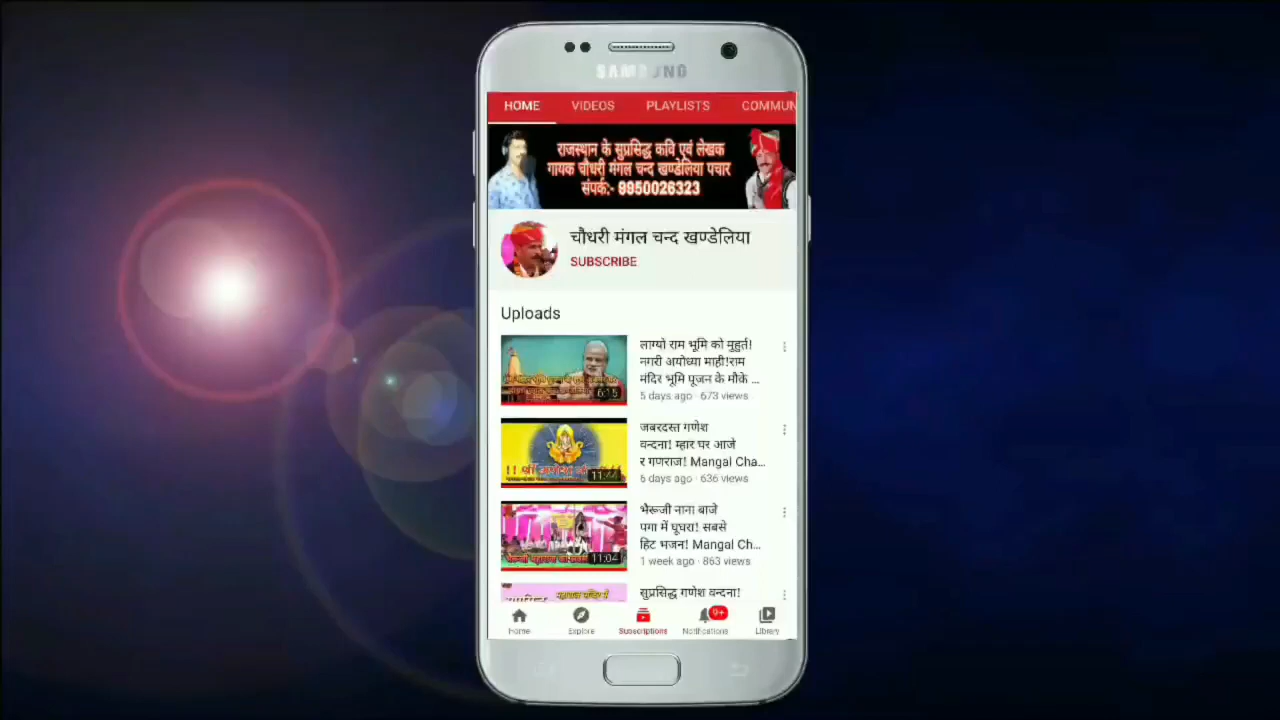 SAMSUNG
HOME VIDEOS PLAYLISTS COMMUN
राजस्थान के सुप्रसिद्ध कवि एवं लेखक
गायक चौधरी मंगल चन्द खण्डेलिया पचार
संपर्क:- 9950026323
चौधरी मंगल चन्द खण्डेलिया
SUBSCRIBE
Uploads
लाग्यो राम भूमि को मुहुर्त!
नगरी अयोध्या माही!राम
मंदिर भूमि पूजन के मौके ...
5 days ago · 673 views
6:15
जबरदस्त गणेश
वन्दना! म्हार घर आजे
र गणराज! Mangal Cha...
6 days ago · 636 views
11:44
भैरूजी नाना बाजे
पगा में घूघरा! सबसे
हिट भजन! Mangal Ch...
1 week ago · 863 views
11:04
सुप्रसिद्ध गणेश वन्दना!
9+
Home Explore Subscriptions Notifications Library